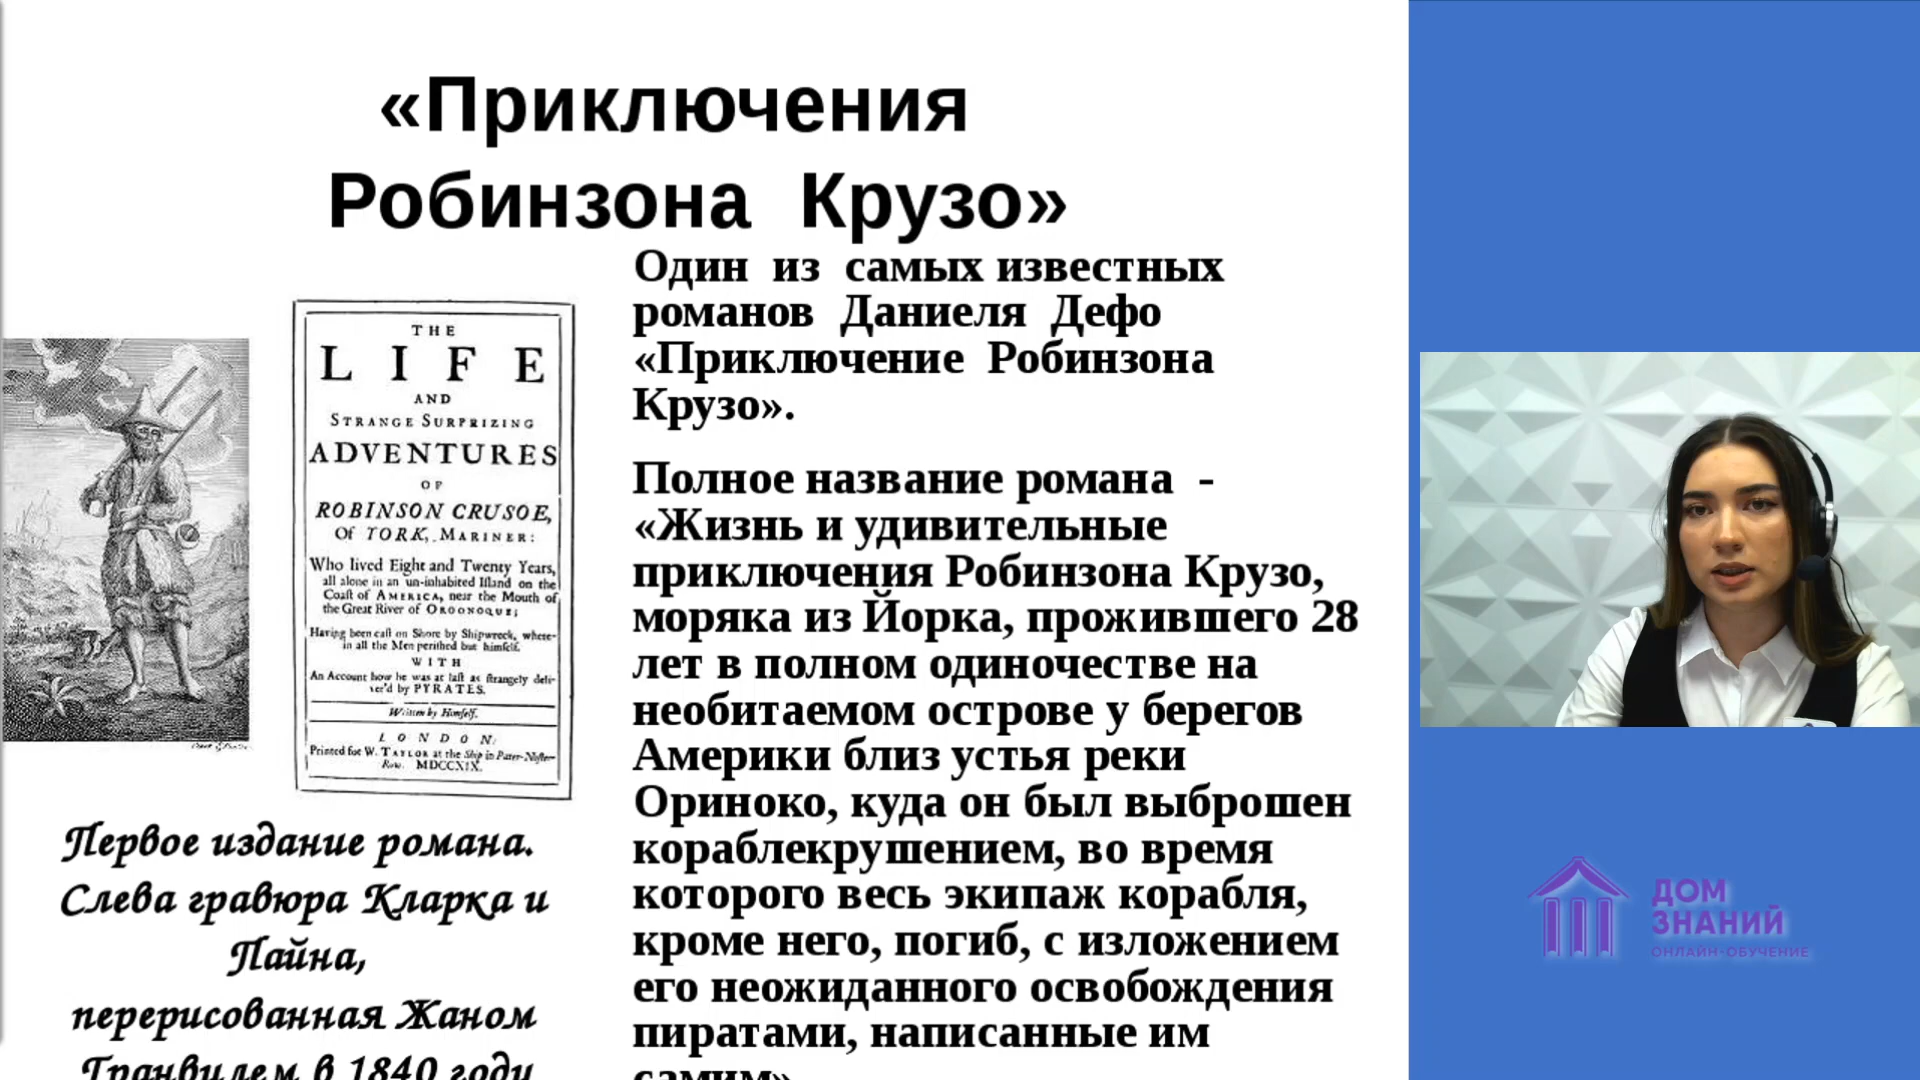 «Приключения
Робинзона Крузо»
Один из самых известных
романов Даниеля Дефо
«Приключение Робинзона
Крузо».
Полное название романа -
«Жизнь и удивительные
приключения Робинзона Крузо,
моряка из Йорка, прожившего 28
лет в полном одиночестве на
необитаемом острове у берегов
Америки близ устья реки
Ориноко, куда он был выброшен
кораблекрушением, во время
которого весь экипаж корабля,
кроме него, погиб, с изложением
его неожиданного освобождения
пиратами, написанные им
самим»
THE
LIFE
AND
STRANGE SURPRIZING
ADVENTURES
OF
ROBINSON CRUSOE,
Of YORK, MARINER:
Who lived Eight and Twenty Years,
all alone in an un-inhabited Iſland on the
Coaſt of AMERICA, near the Mouth of
the Great River of OROONOQUE;
Having been caſt on Shore by Shipwreck, where-
in all the Men periſhed but himſelf.
WITH
An Account how he was at laſt as ſtrangely deli-
ver'd by PYRATES.
Written by Himſelf.
LONDON:
Printed for W. TAYLOR at the Ship in Pater-Noſter-
Row. MDCCXIX.
Первое издание романа.
Слева гравюра Кларка и
Пайна,
перерисованная Жаном
Гранвилем в 1840 году
ДОМ
ЗНАНИЙ
ОНЛАЙН-ОБУЧЕНИЕ